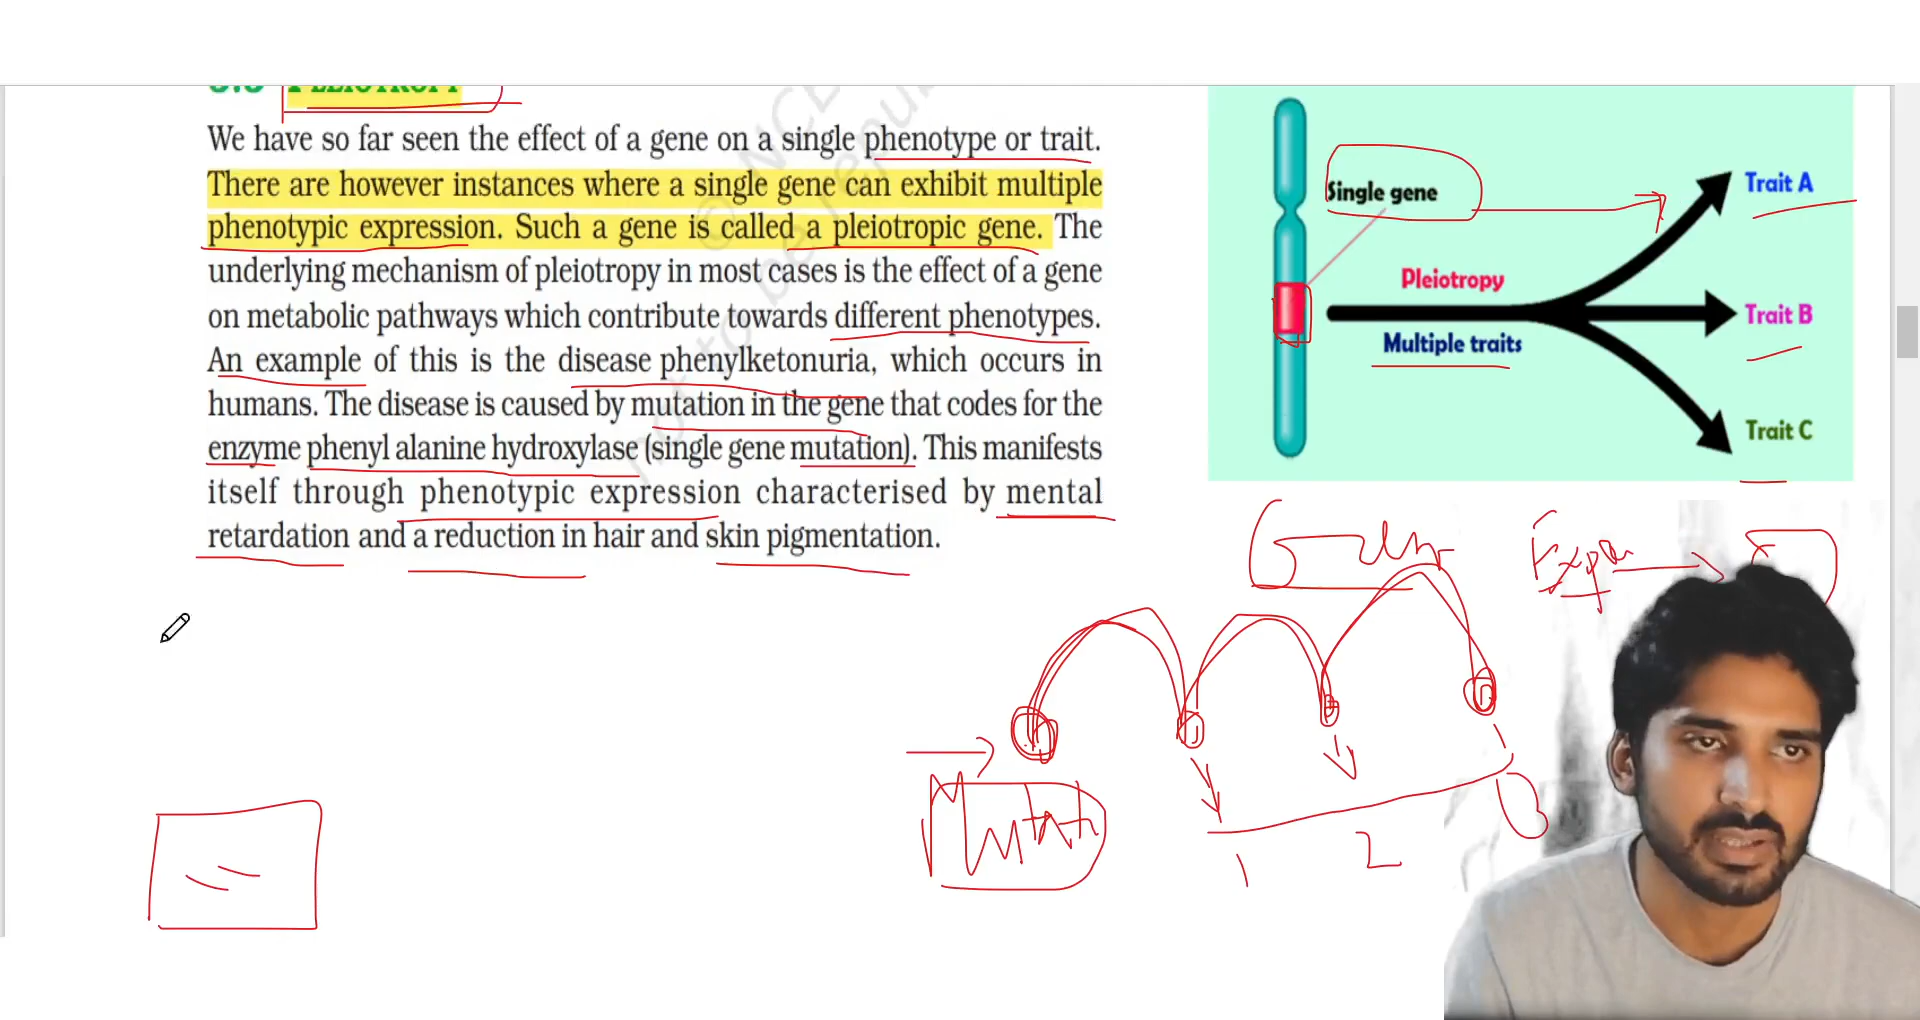 PLEIOTROPY
We have so far seen the effect of a gene on a single phenotype or trait.
There are however instances where a single gene can exhibit multiple
phenotypic expression. Such a gene is called a pleiotropic gene. The
underlying mechanism of pleiotropy in most cases is the effect of a gene
on metabolic pathways which contribute towards different phenotypes.
An example of this is the disease phenylketonuria, which occurs in
humans. The disease is caused by mutation in the gene that codes for the
enzyme phenyl alanine hydroxylase (single gene mutation). This manifests
itself through phenotypic expression characterised by mental
retardation and a reduction in hair and skin pigmentation.
Single gene
Pleiotropy
Multiple traits
Trait A
Trait B
Trait C
1
2